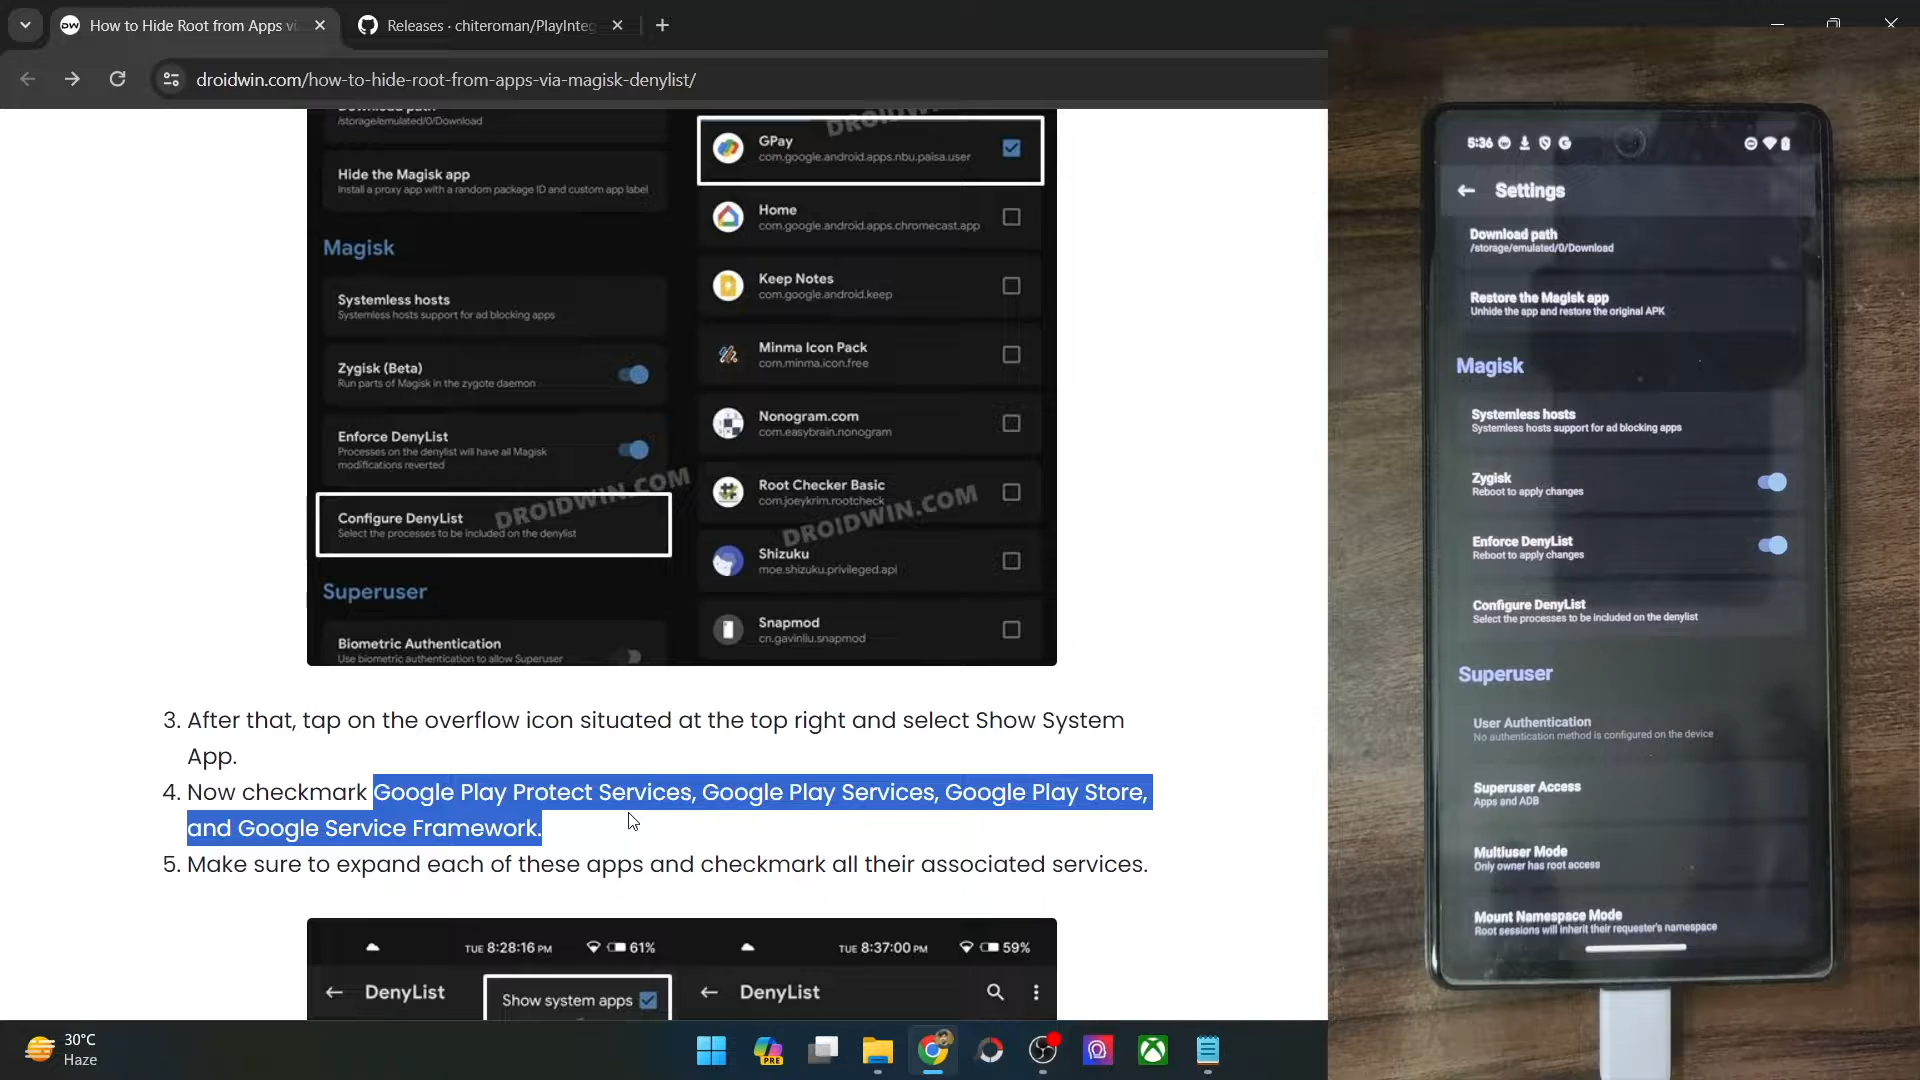 How to Hide Root from Apps vi
Releases · chiteroman/PlayInteg
droidwin.com/how-to-hide-root-from-apps-via-magisk-denylist/
/storage/emulated/0/Download
Hide the Magisk app
Install a proxy app with a random package ID and custom app label
Magisk
Systemless hosts
Systemless hosts support for ad blocking apps
Zygisk (Beta)
Run parts of Magisk in the zygote daemon
Enforce DenyList
Processes on the denylist will have all Magisk
modifications reverted
Configure DenyList
Select the processes to be included on the denylist
DROIDWIN.COM
Superuser
Biometric Authentication
Use biometric authentication to allow Superuser
GPay
com.google.android.apps.nbu.paisa.user
Home
com.google.android.apps.chromecast.app
Keep Notes
com.google.android.keep
Minma Icon Pack
com.minma.icon.free
Nonogram.com
com.easybrain.nonogram
Root Checker Basic
com.joeykrim.rootcheck
DROIDWIN.COM
Shizuku
moe.shizuku.privileged.api
Snapmod
cn.gavinliu.snapmod
3. After that, tap on the overflow icon situated at the top right and select Show System
App.
4. Now checkmark Google Play Protect Services, Google Play Services, Google Play Store,
and Google Service Framework.
5. Make sure to expand each of these apps and checkmark all their associated services.
TUE 8:28:16 PM 61%
DenyList
Show system apps
TUE 8:37:00 PM 59%
DenyList
5:36
Settings
Download path
/storage/emulated/0/Download
Restore the Magisk app
Unhide the app and restore the original APK
Magisk
Systemless hosts
Systemless hosts support for ad blocking apps
Zygisk
Reboot to apply changes
Enforce DenyList
Reboot to apply changes
Configure DenyList
Select the processes to be included on the denylist
Superuser
User Authentication
No authentication method is configured on the device
Superuser Access
Apps and ADB
Multiuser Mode
Only owner has root access
Mount Namespace Mode
Root sessions will inherit their requester's namespace
30°C
Haze
PRE